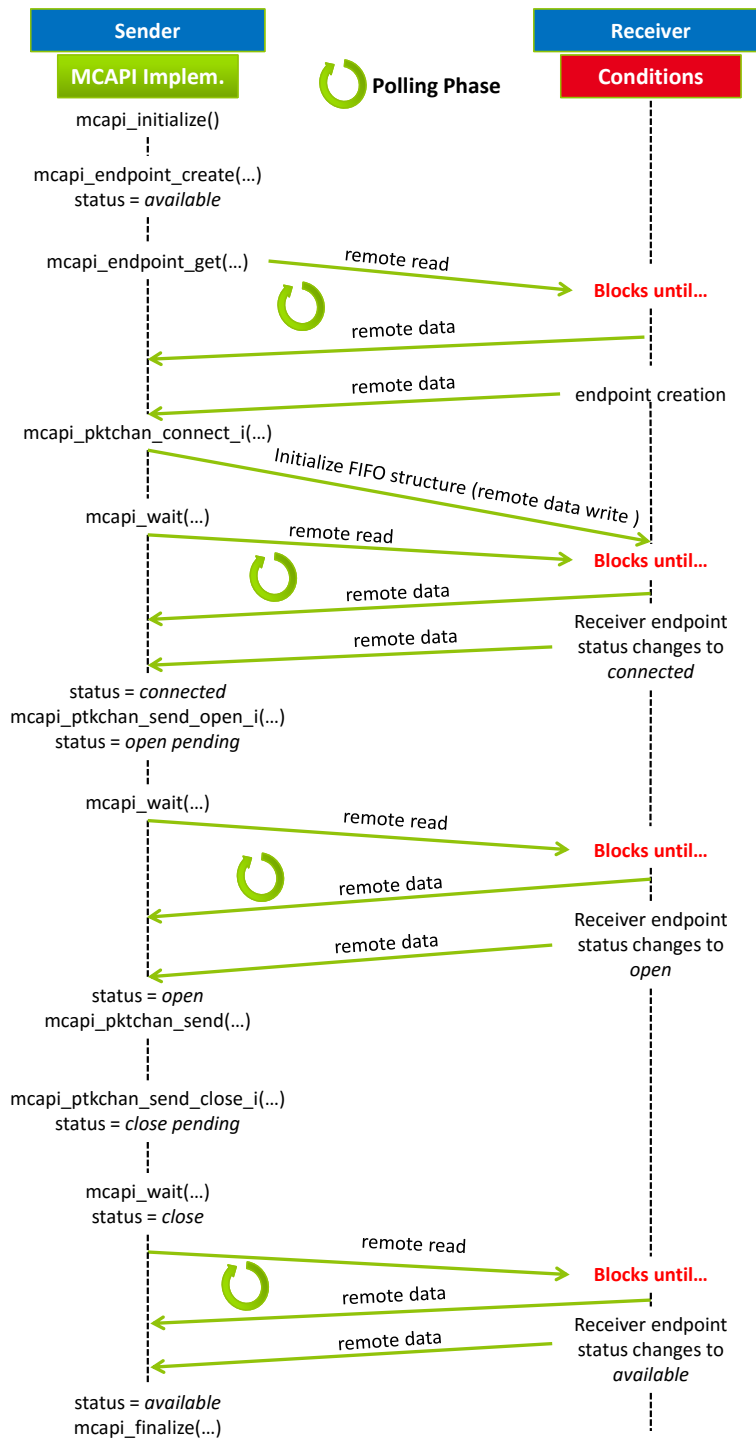 Sender
Receiver
MCAPI Implem.
Polling Phase
Conditions
mcapi_initialize()
mcapi_endpoint_create(…)
status = available
mcapi_endpoint_get(…)
remote read
Blocks until…
remote data
remote data
endpoint creation
mcapi_pktchan_connect_i(…)
Initialize FIFO structure (remote data write )
mcapi_wait(…)
remote read
Blocks until…
remote data
Receiver endpoint
status changes to
connected
remote data
status = connected
mcapi_ptkchan_send_open_i(…)
status = open pending
mcapi_wait(…)
remote read
Blocks until…
remote data
Receiver endpoint
status changes to
open
remote data
status = open
mcapi_pktchan_send(…)
mcapi_ptkchan_send_close_i(…)
status = close pending
mcapi_wait(…)
status = close
remote read
Blocks until…
remote data
Receiver endpoint
status changes to
available
remote data
status = available
mcapi_finalize(…)